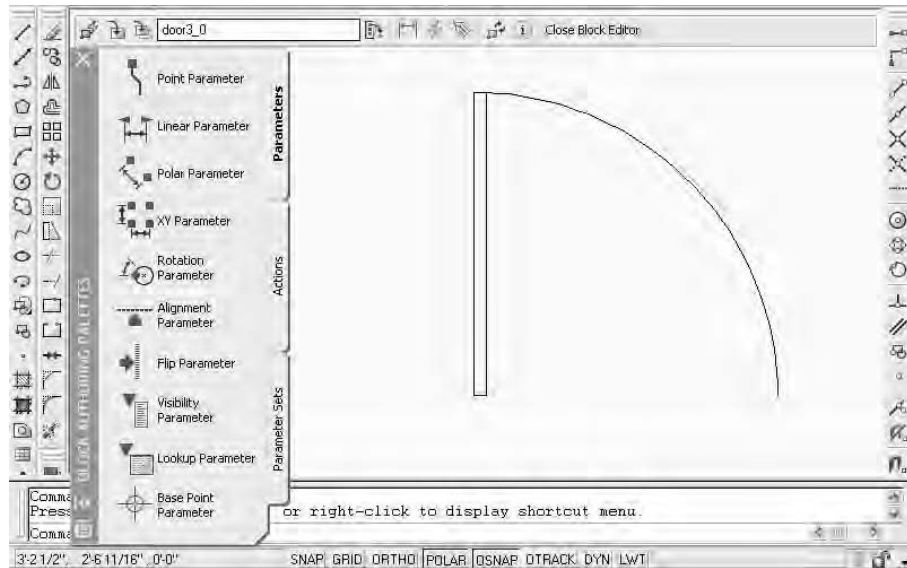 door3_0
Close Block Editor
Point Parameter
Linear Parameter
Polar Parameter
XY Parameter
Rotation
Parameter
Alignment
Parameter
Flip Parameter
Visibility
Parameter
Lookup Parameter
Base Point
Parameter
Parameters
Actions
Parameter Sets
BLOCK AUTHORING PALETTES
Comma
Press
or right-click to display shortcut menu.
Comma
3'-2 1/2", 2'-6 11/16", 0'-0"
SNAP GRID ORTHO POLAR OSNAP OTRACK DYN LWT